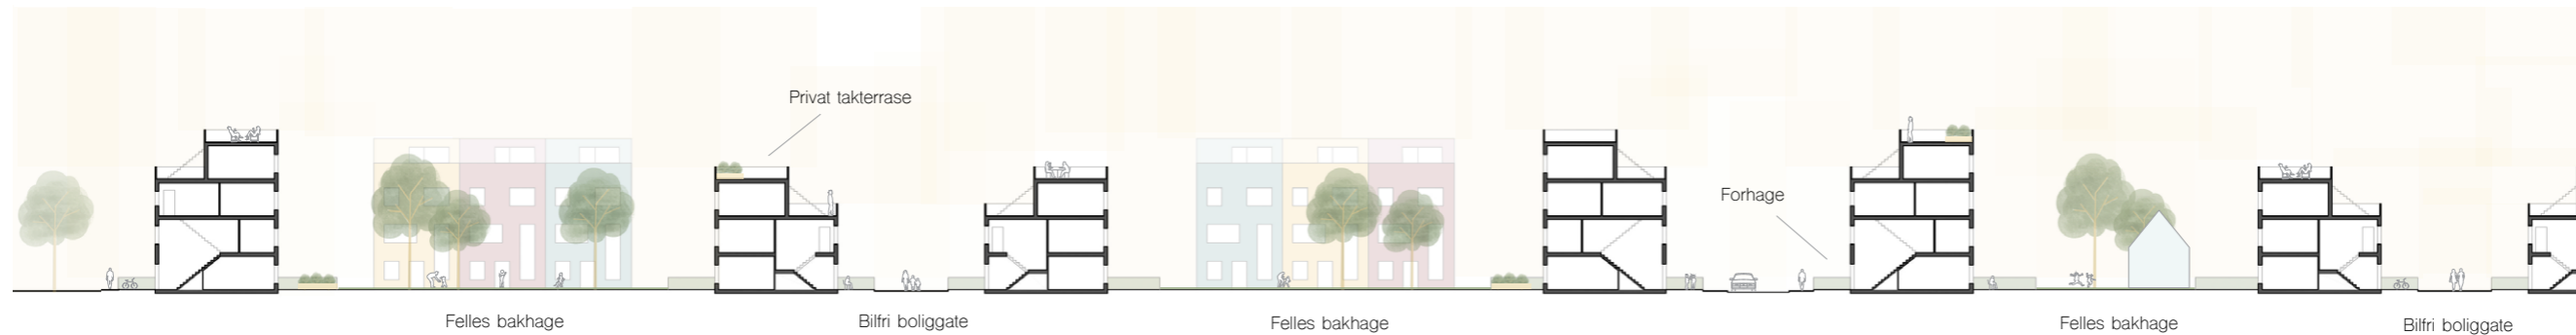 Privat takterrase
Forhage
Felles bakhage
Bilfri boliggate
Felles bakhage
Felles bakhage
Bilfri boliggate